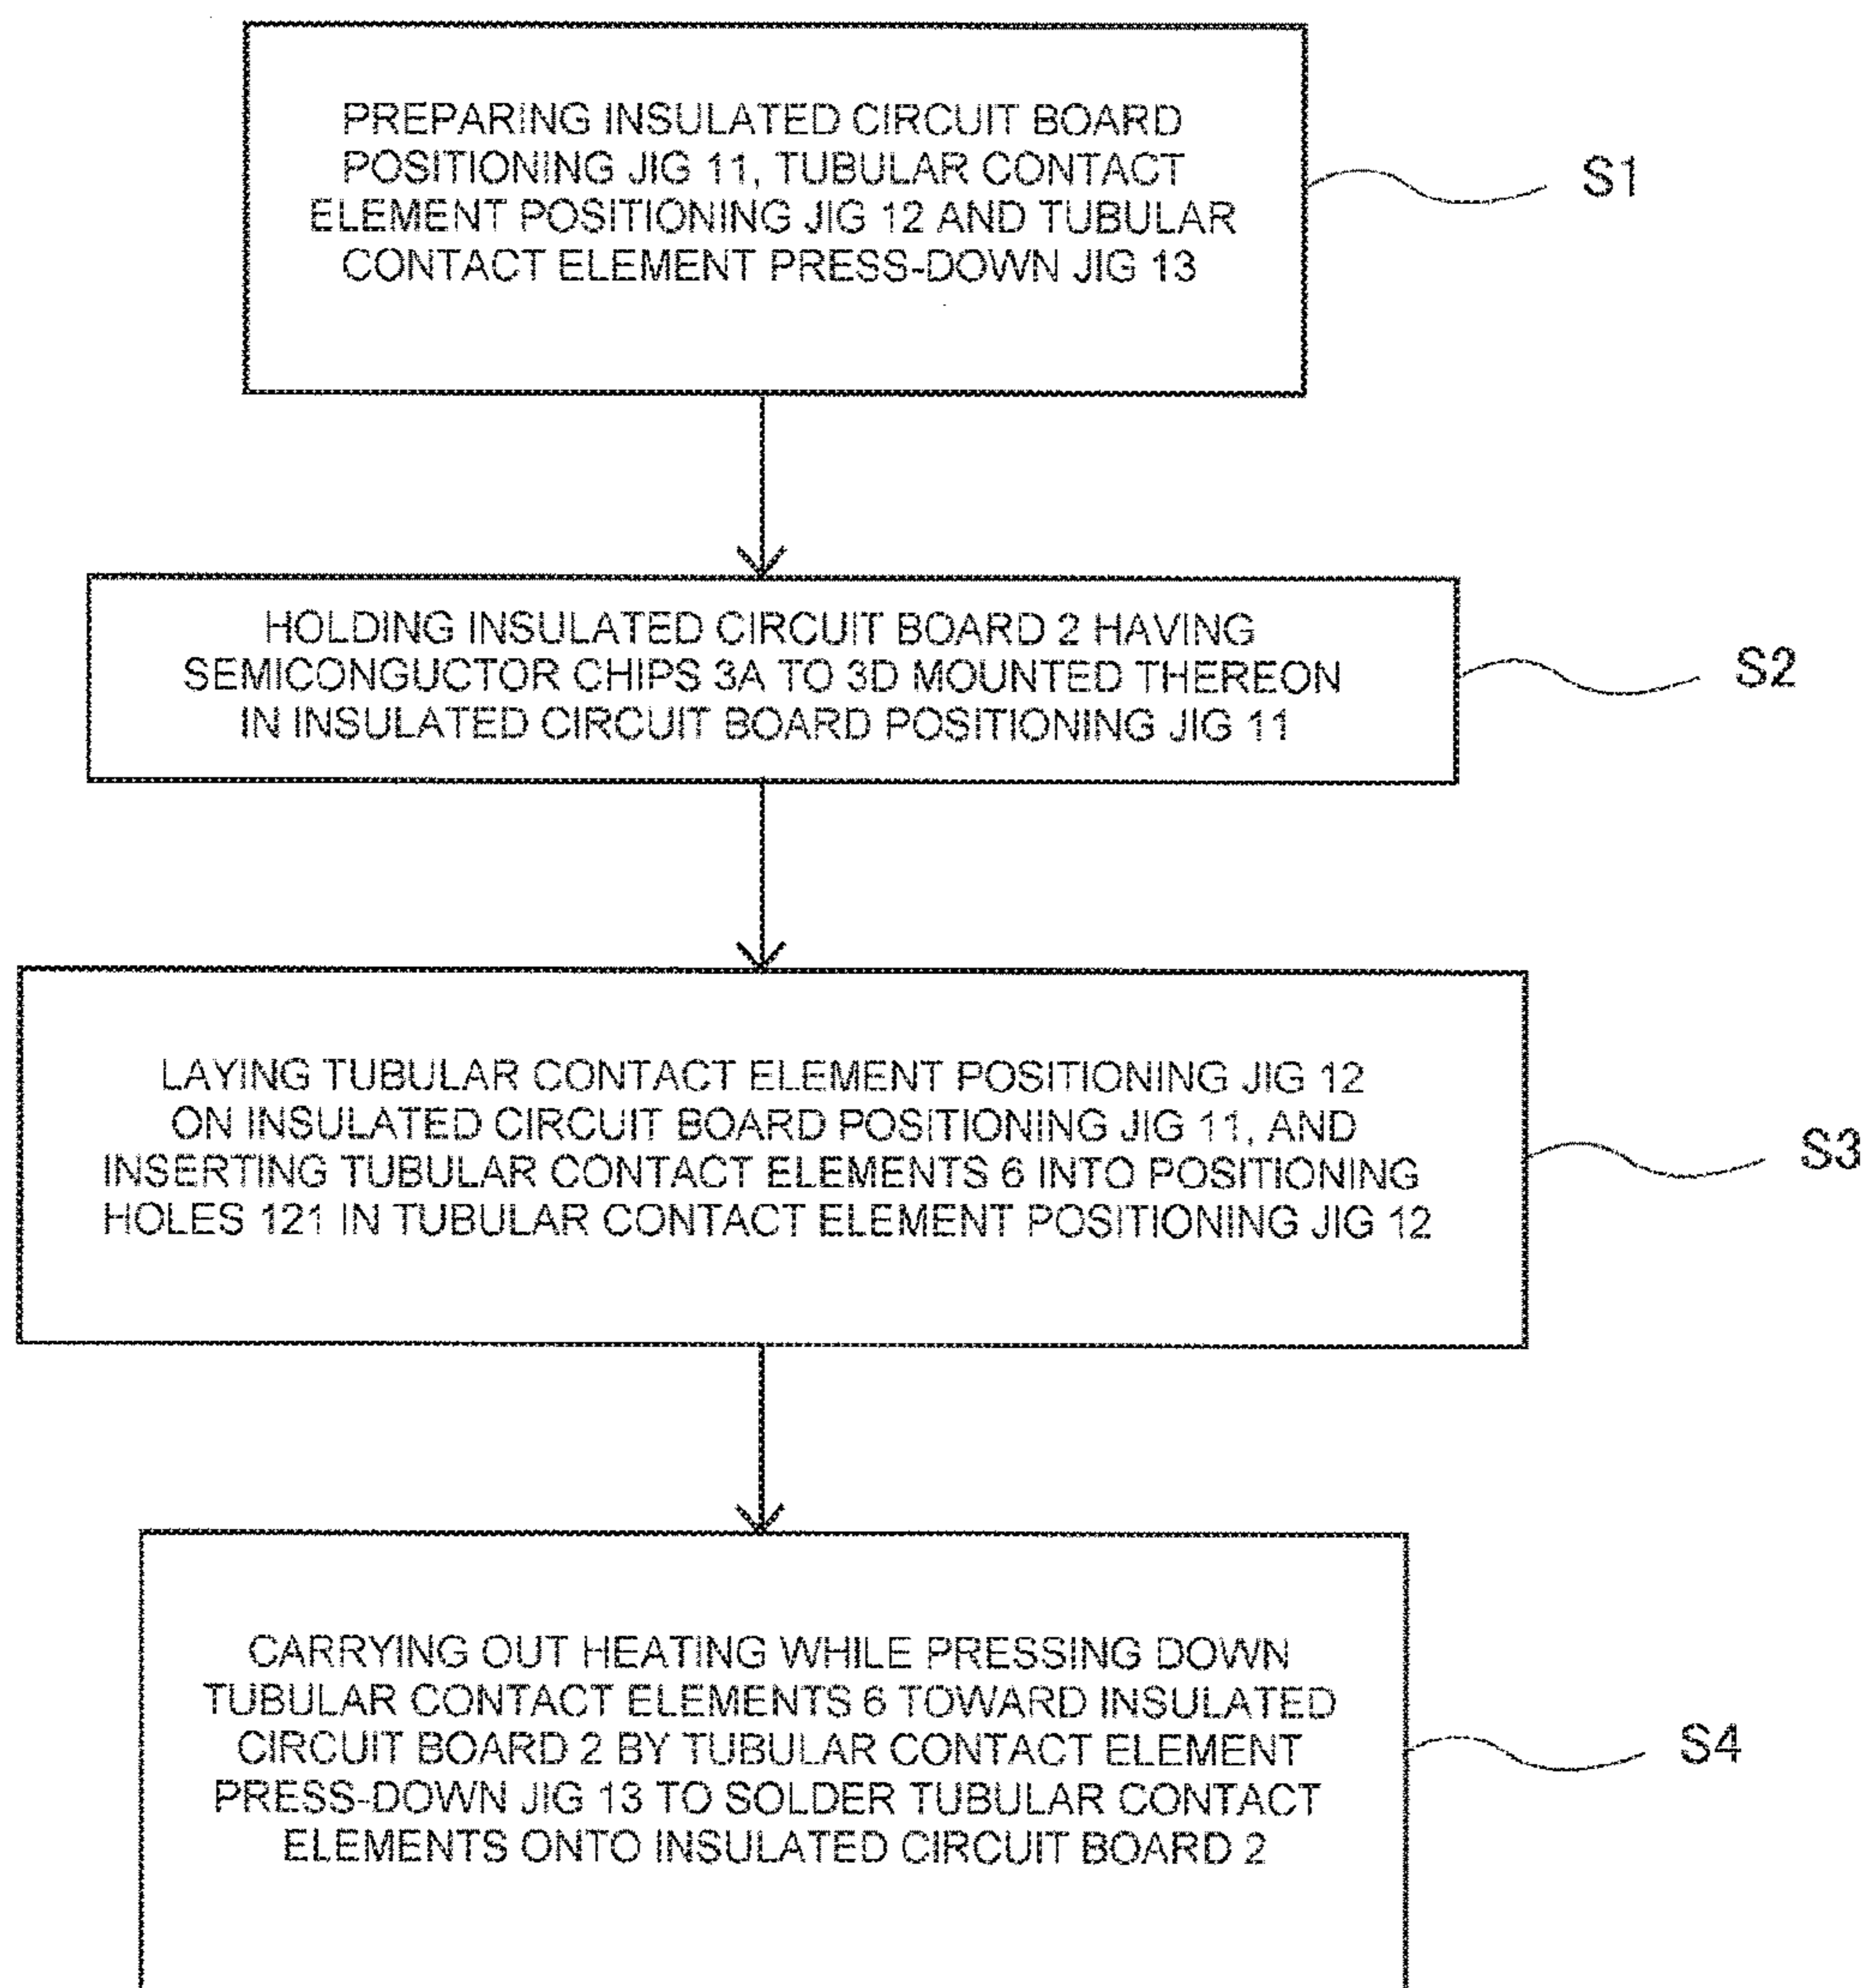 PREPARING INSULATED CIRCUIT BOARD
POSITIONING JIG 11, TUBULAR CONTACT
ELEMENT POSITIONING JIG 12 AND TUBULAR
CONTACT ELEMENT PRESS-DOWN JIG 13
S1
HOLDING INSULATED CIRCUIT BOARD 2 HAVING
SEMICONGUCTOR CHIPS 3A TO 3D MOUNTED THEREON
IN INSULATED CIRCUIT BOARD POSITIONING JIG 11
S2
LAYING TUBULAR CONTACT ELEMENT POSITIONING JIG 12
ON INSULATED CIRCUIT BOARD POSITIONING JIG 11, AND
INSERTING TUBULAR CONTACT ELEMENTS 6 INTO POSITIONING
HOLES 121 IN TUBULAR CONTACT ELEMENT POSITIONING JIG 12
S3
CARRYING OUT HEATING WHILE PRESSING DOWN
TUBULAR CONTACT ELEMENTS 6 TOWARD INSULATED
CIRCUIT BOARD 2 BY TUBULAR CONTACT ELEMENT
PRESS-DOWN JIG 13 TO SOLDER TUBULAR CONTACT
ELEMENTS ONTO INSULATED CIRCUIT BOARD 2
S4